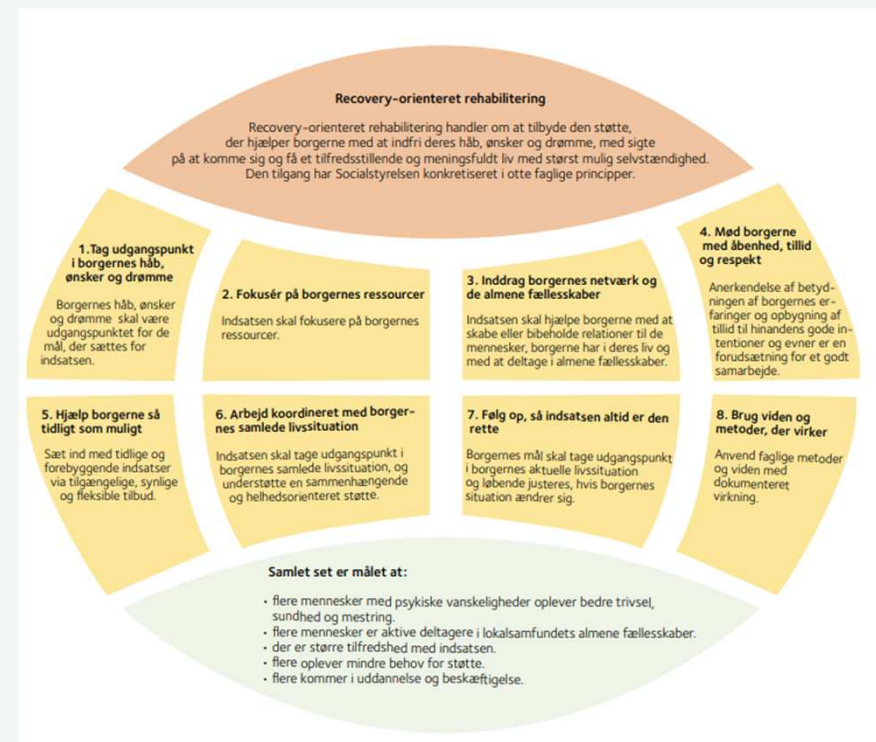 Recovery-orienteret rehabilitering
Recovery-orienteret rehabilitering handler om at tilbyde den støtte,
der hjælper borgerne med at indfri deres håb, ønsker og drømme, med sigte
på at komme sig og få et tilfredsstillende og meningsfuldt liv med størst mulig selvstændighed.
Den tilgang har Socialstyrelsen konkretiseret i otte faglige principper.
1.Tag udgangspunkt
i borgernes håb,
ønsker og drømme
Borgernes håb, ønsker
og drømme skal være
udgangspunktet for de
mål, der sættes for
indsatsen.
2. Fokusér på borgernes ressourcer
Indsatsen skal fokusere på borgernes
ressourcer.
3. Inddrag borgernes netværk og
de almene fællesskaber
Indsatsen skal hjælpe borgerne med at
skabe eller bibeholde relationer til de
mennesker, borgerne har i deres liv og
med at deltage i almene fællesskaber.
4. Mød borgerne
med åbenhed, tillid
og respekt
Anerkendelse af betyd-
ningen af borgernes er-
faringer og opbygning af
tillid til hinandens gode in-
tentioner og evner er en
forudsætning for et godt
samarbejde.
5. Hjælp borgerne så
tidligt som muligt
Sæt ind med tidlige og
forebyggende indsatser
via tilgængelige, synlige
og fleksible tilbud.
6. Arbejd koordineret med borger-
nes samlede livssituation
Indsatsen skal tage udgangspunkt i
borgernes samlede livssituation, og
understøtte en sammenhængende
og helhedsorienteret støtte.
7. Følg op, så indsatsen altid er den
rette
Borgernes mål skal tage udgangspunkt
i borgernes aktuelle livssituation
og løbende justeres, hvis borgernes
situation ændrer sig.
8. Brug viden og
metoder, der virker
Anvend faglige metoder
og viden med
dokumenteret
virkning.
Samlet set er målet at:
• flere mennesker med psykiske vanskeligheder oplever bedre trivsel,
sundhed og mestring.
• flere mennesker er aktive deltagere i lokalsamfundets almene fællesskaber.
• der er større tilfredshed med indsatsen.
• flere oplever mindre behov for støtte.
• flere kommer i uddannelse og beskæftigelse.